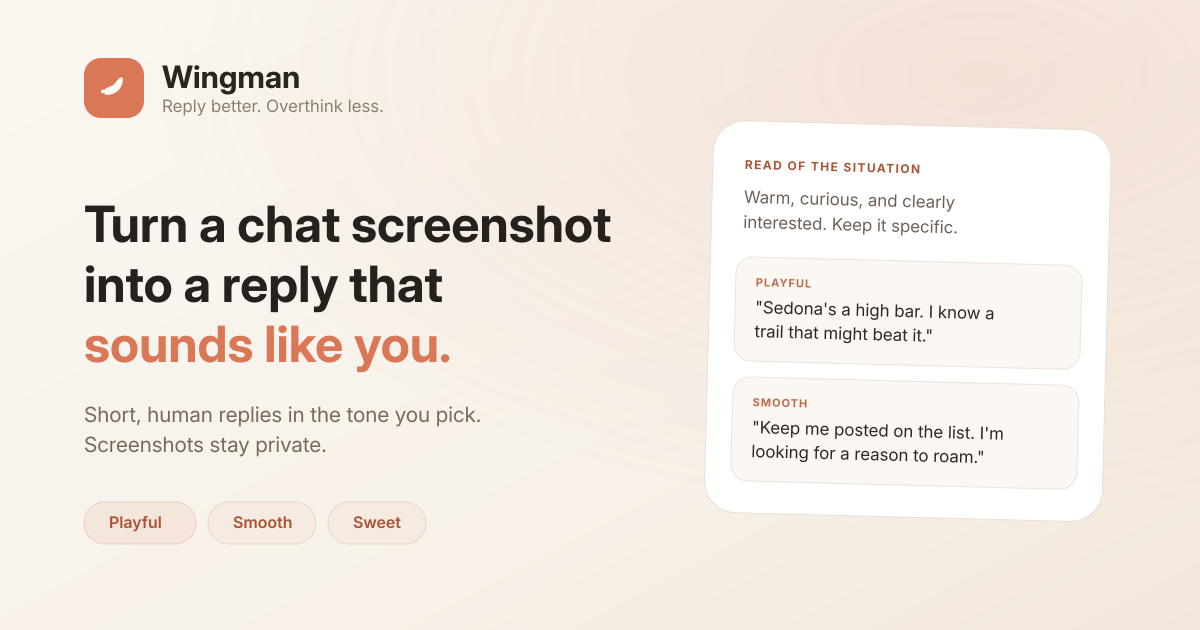 Wingman
Reply better. Overthink less.
Turn a chat screenshot
into a reply that
sounds like you.
Short, human replies in the tone you pick.
Screenshots stay private.
Playful
Smooth
Sweet
READ OF THE SITUATION
Warm, curious, and clearly
interested. Keep it specific.
PLAYFUL
"Sedona's a high bar. I know a
trail that might beat it."
SMOOTH
"Keep me posted on the list. I'm
looking for a reason to roam."